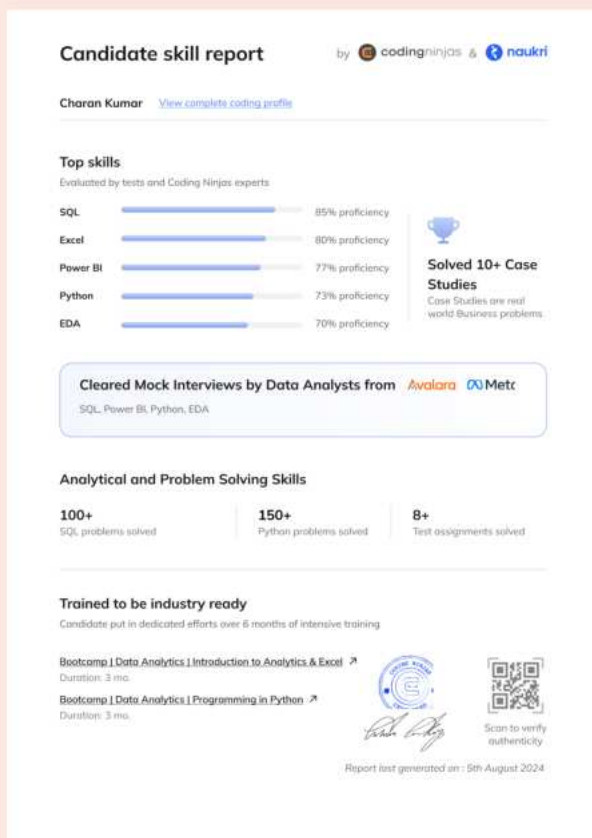 Candidate skill report
by codingninjas & naukri
Charan Kumar View complete coding profile
Top skills
Evaluated by tests and Coding Ninjas experts
SQL 85% proficiency
Excel 80% proficiency
Power BI 77% proficiency
Python 73% proficiency
EDA 70% proficiency
Solved 10+ Case
Studies
Case Studies are real
world Business problems
Cleared Mock Interviews by Data Analysts from Avalara Meta
SQL, Power BI, Python, EDA
Analytical and Problem Solving Skills
100+
SQL problems solved
150+
Python problems solved
8+
Test assignments solved
Trained to be industry ready
Candidate put in dedicated efforts over 6 months of intensive training
Bootcamp | Data Analytics | Introduction to Analytics & Excel
Duration: 3 mo.
Bootcamp | Data Analytics | Programming in Python
Duration: 3 mo.
CODING NINJAS
Scan to verify
authenticity
Report last generated on : 5th August 2024